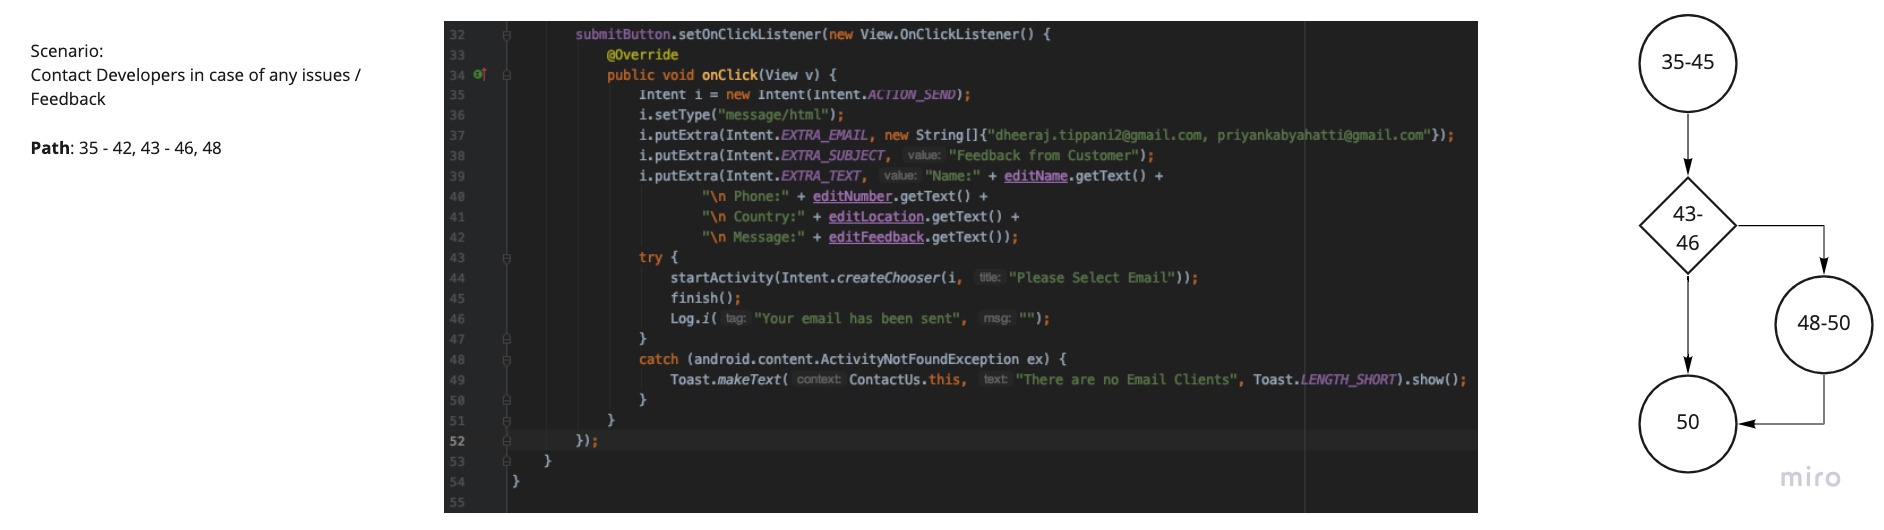 Scenario:
Contact Developers in case of any issues /
Feedback
Path: 35 - 42, 43 - 46, 48
32 submitButton.setOnClickListener(new View.OnClickListener() {
33 @Override
34 public void onClick(View v) {
35 Intent i = new Intent(Intent.ACTION_SEND);
36 i.setType("message/html");
37 i.putExtra(Intent.EXTRA_EMAIL, new String[]{"dheeraj.tippani2@gmail.com, priyankabyahatti@gmail.com"});
38 i.putExtra(Intent.EXTRA_SUBJECT, value: "Feedback from Customer");
39 i.putExtra(Intent.EXTRA_TEXT, value: "Name:" + editName.getText() +
40 "\n Phone:" + editNumber.getText() +
41 "\n Country:" + editLocation.getText() +
42 "\n Message:" + editFeedback.getText());
43 try {
44 startActivity(Intent.createChooser(i, title: "Please Select Email"));
45 finish();
46 Log.i( tag: "Your email has been sent", msg: "");
47 }
48 catch (android.content.ActivityNotFoundException ex) {
49 Toast.makeText( context: ContactUs.this, text: "There are no Email Clients", Toast.LENGTH_SHORT).show();
50 }
51 }
52 });
53 }
54 }
55
35-45
43-
46
48-50
50
miro